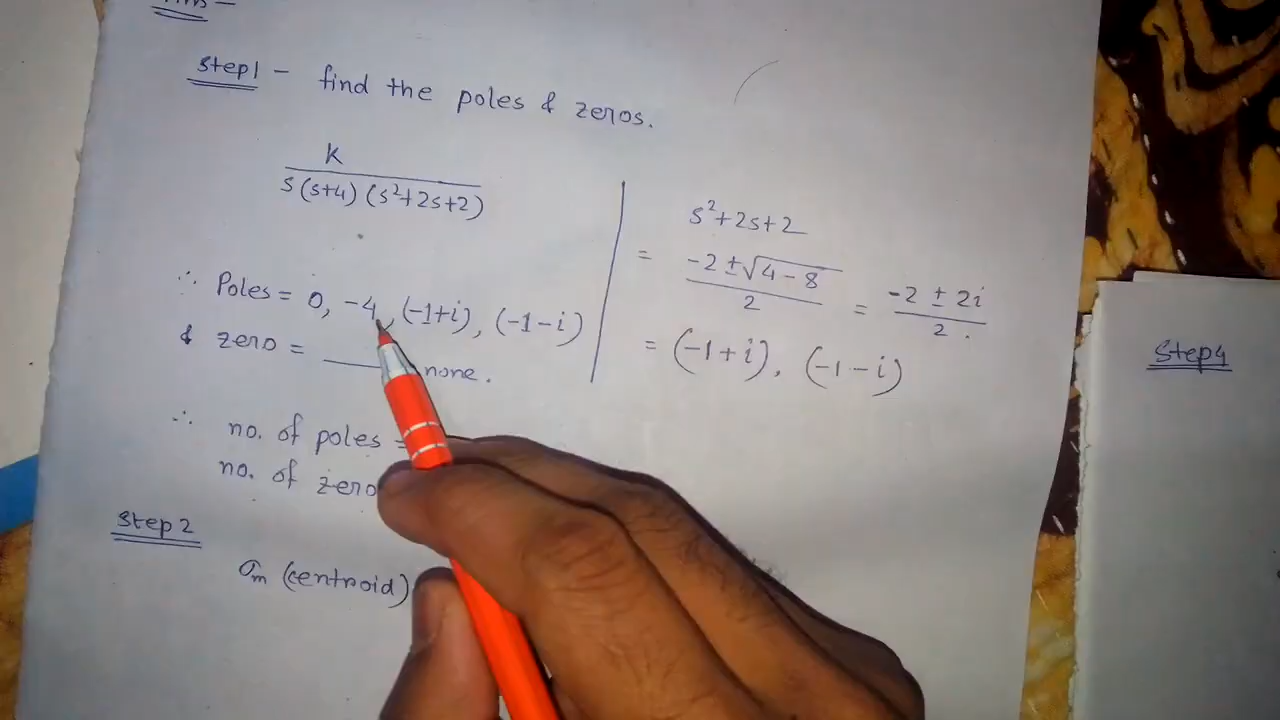 Step1 - find the poles & zeros.
K
s(s+4) (s²+2s+2)
∴ Poles = 0, -4, (-1+i), (-1-i)
& zero = ___ none.
∴ no. of poles =
no. of zero
s²+2s+2
= -2 ± √4-8 / 2 = -2 ± 2i / 2.
= (-1+i), (-1-i)
Step 2
σm (centroid)
Step4